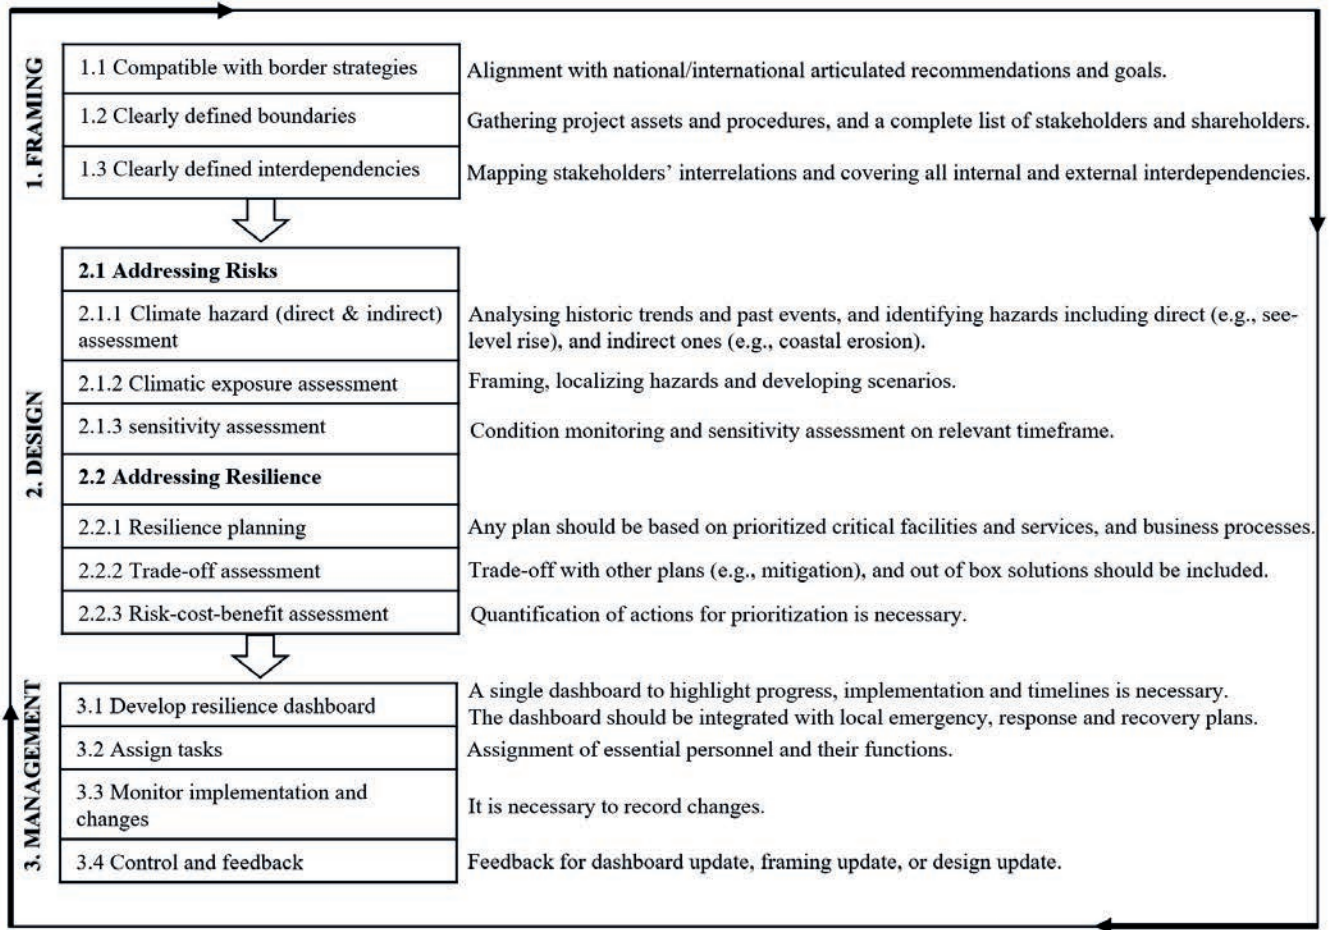 1. FRAMING
1.1 Compatible with border strategies
Alignment with national/international articulated recommendations and goals.
1.2 Clearly defined boundaries
Gathering project assets and procedures, and a complete list of stakeholders and shareholders.
1.3 Clearly defined interdependencies
Mapping stakeholders’ interrelations and covering all internal and external interdependencies.
2. DESIGN
2.1 Addressing Risks
2.1.1 Climate hazard (direct & indirect)
assessment
Analysing historic trends and past events, and identifying hazards including direct (e.g., see-
level rise), and indirect ones (e.g., coastal erosion).
2.1.2 Climatic exposure assessment
Framing, localizing hazards and developing scenarios.
2.1.3 sensitivity assessment
Condition monitoring and sensitivity assessment on relevant timeframe.
2.2 Addressing Resilience
2.2.1 Resilience planning
Any plan should be based on prioritized critical facilities and services, and business processes.
2.2.2 Trade-off assessment
Trade-off with other plans (e.g., mitigation), and out of box solutions should be included.
2.2.3 Risk-cost-benefit assessment
Quantification of actions for prioritization is necessary.
3. MANAGEMENT
3.1 Develop resilience dashboard
A single dashboard to highlight progress, implementation and timelines is necessary.
The dashboard should be integrated with local emergency, response and recovery plans.
3.2 Assign tasks
Assignment of essential personnel and their functions.
3.3 Monitor implementation and
changes
It is necessary to record changes.
3.4 Control and feedback
Feedback for dashboard update, framing update, or design update.